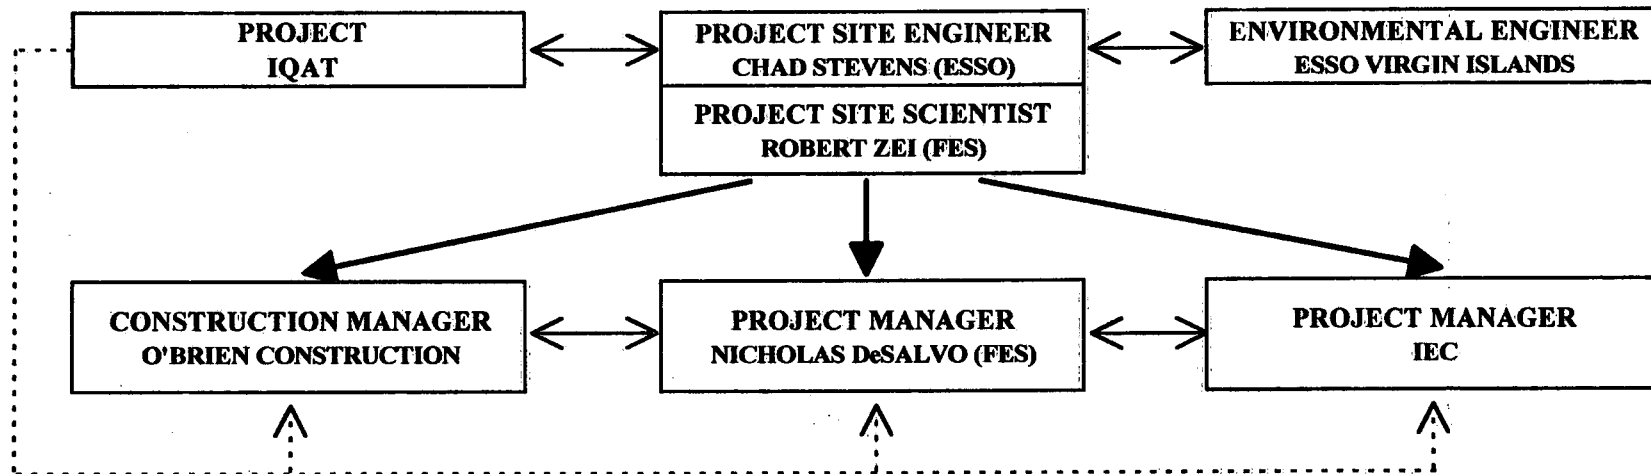 PROJECT
IQAT
PROJECT SITE ENGINEER
CHAD STEVENS (ESSO)
ENVIRONMENTAL ENGINEER
ESSO VIRGIN ISLANDS
PROJECT SITE SCIENTIST
ROBERT ZEI (FES)
CONSTRUCTION MANAGER
O'BRIEN CONSTRUCTION
PROJECT MANAGER
NICHOLAS DeSALVO (FES)
PROJECT MANAGER
IEC